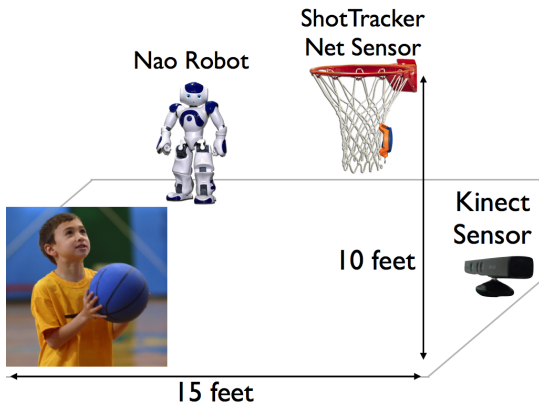 ShotTracker
Net Sensor
Nao Robot
Kinect
Sensor
10 feet
15 feet